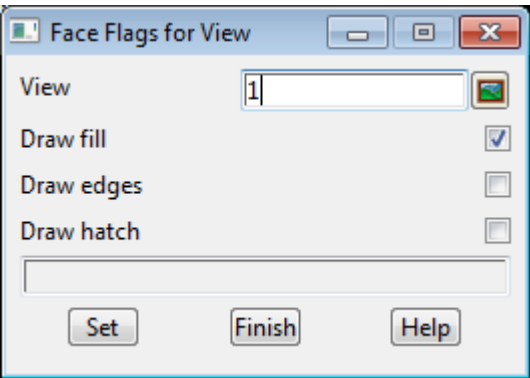 Face Flags for View
View 1
Draw fill
Draw edges
Draw hatch
Set Finish Help